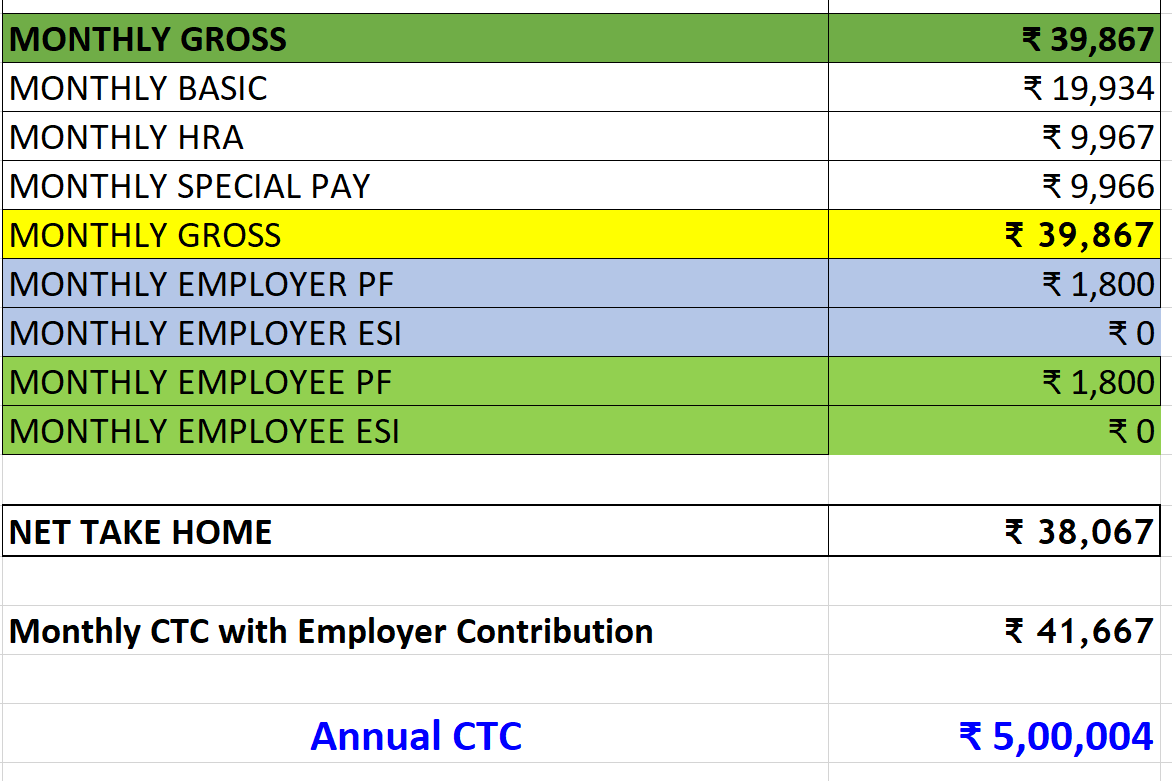 MONTHLY GROSS ₹ 39,867
MONTHLY BASIC ₹ 19,934
MONTHLY HRA ₹ 9,967
MONTHLY SPECIAL PAY ₹ 9,966
MONTHLY GROSS ₹ 39,867
MONTHLY EMPLOYER PF ₹ 1,800
MONTHLY EMPLOYER ESI ₹ 0
MONTHLY EMPLOYEE PF ₹ 1,800
MONTHLY EMPLOYEE ESI ₹ 0
NET TAKE HOME ₹ 38,067
Monthly CTC with Employer Contribution ₹ 41,667
Annual CTC ₹ 5,00,004